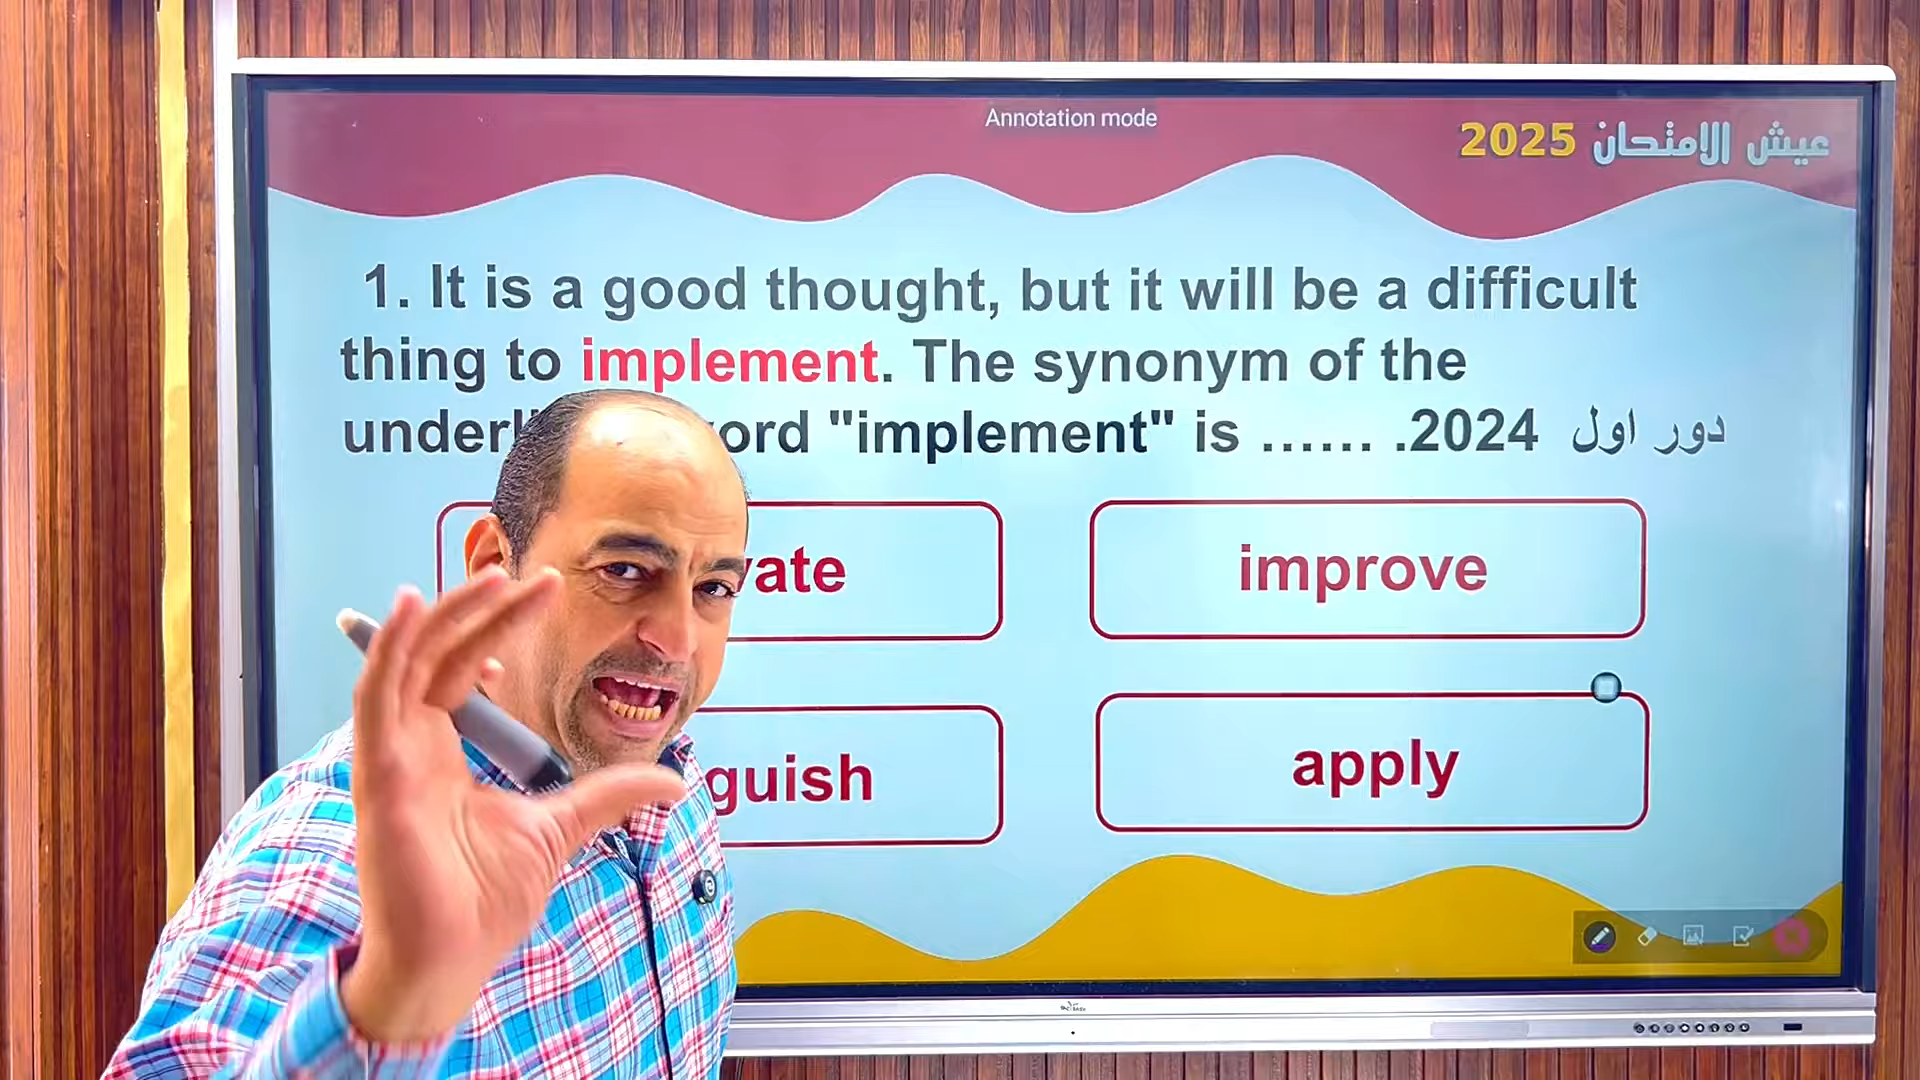 Annotation mode
عيش الامتحان 2025
1. It is a good thought, but it will be a difficult
thing to implement. The synonym of the
"implement" is ...... .2024 دور اول
improve
apply